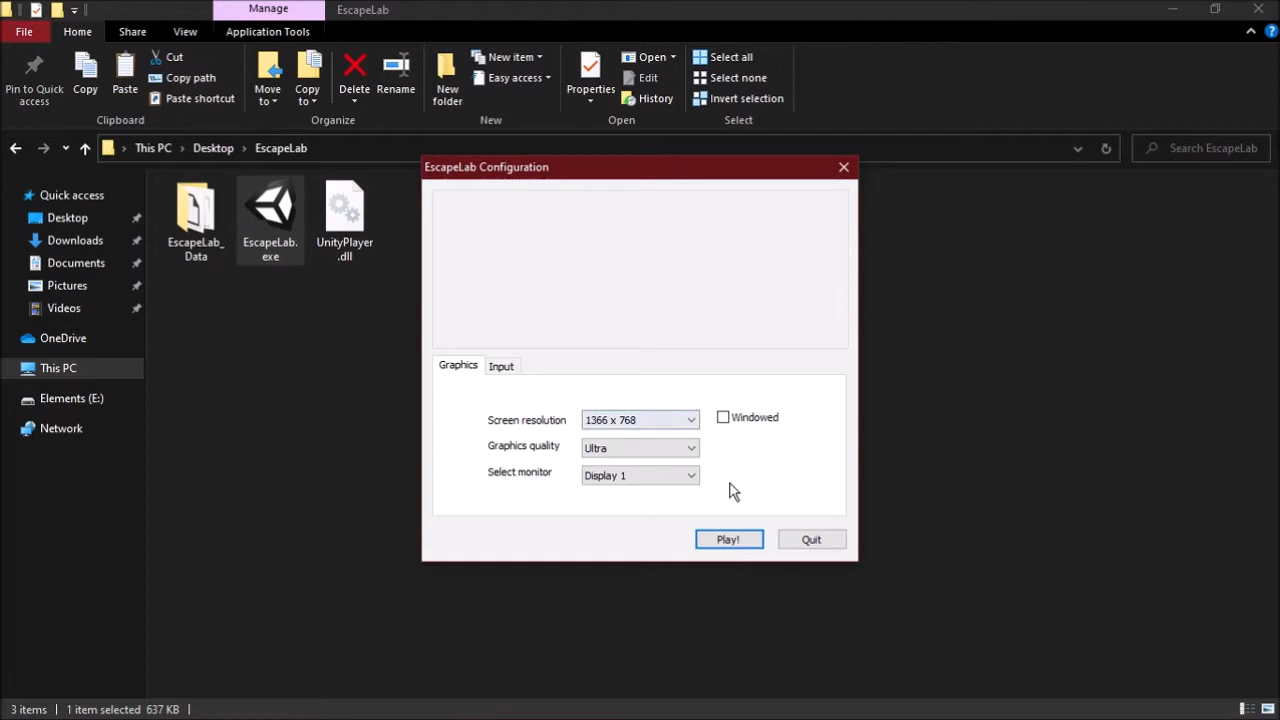 Manage
EscapeLab
File
Home
Share
View
Application Tools
Pin to Quick
access
Copy
Paste
Cut
Copy path
Paste shortcut
Clipboard
Move
to
Copy
to
Delete
Rename
Organize
New
folder
New item
Easy access
New
Properties
Open
Edit
History
Open
Select all
Select none
Invert selection
Select
This PC
Desktop
EscapeLab
Search EscapeLab
Quick access
Desktop
Downloads
Documents
Pictures
Videos
OneDrive
This PC
Elements (E:)
Network
EscapeLab_
Data
EscapeLab.
exe
UnityPlayer
.dll
EscapeLab Configuration
Graphics
Input
Screen resolution
1366 x 768
Windowed
Graphics quality
Ultra
Select monitor
Display 1
Play!
Quit
3 items
1 item selected 637 KB